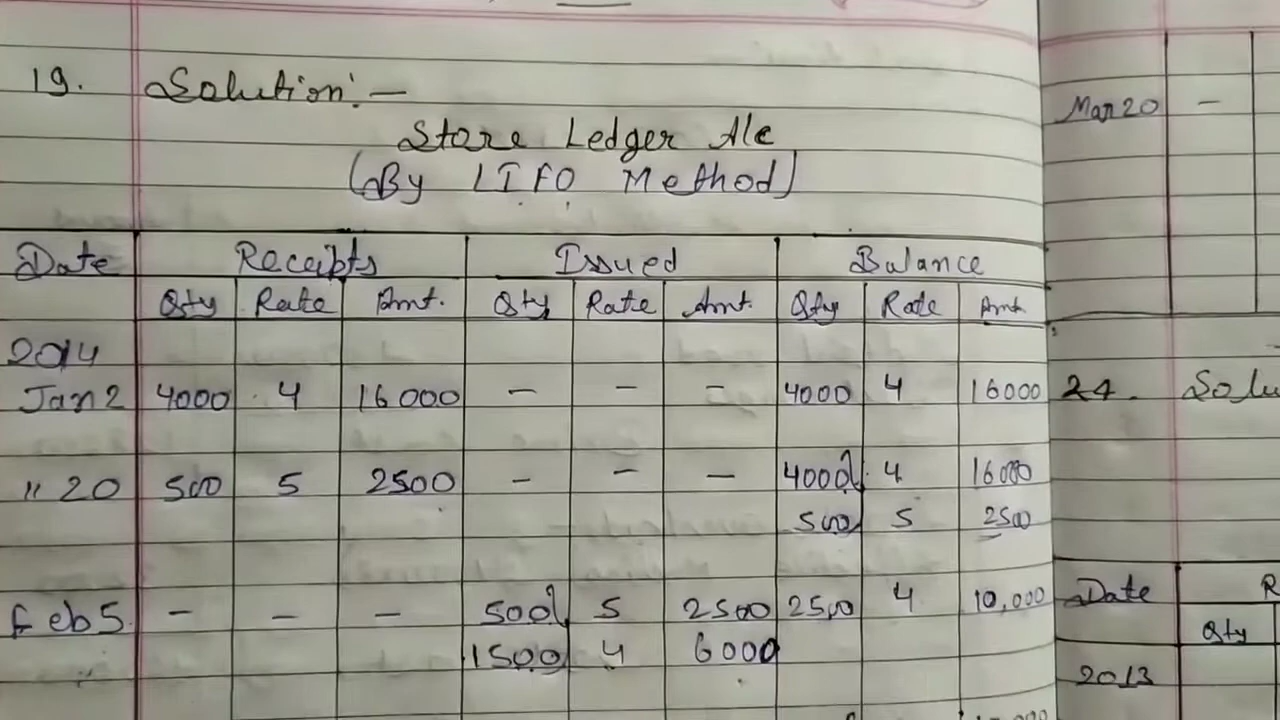 19. Solution:-
Store Ledger A/c
(By LIFO Method)
Date Receipts Issued Balance
Qty Rate Amt. Qty Rate Amt. Qty Rate Amt.
2014
Jan 2 4000 4 16000 - - - 4000 4 16000
" 20 500 5 2500 - - - 4000 4 16000
500 5 2500
Feb 5 - - - 500 5 2500 2500 4 10,000
1500 4 6000
Mar 20 -
24.
Date
Qty
2013